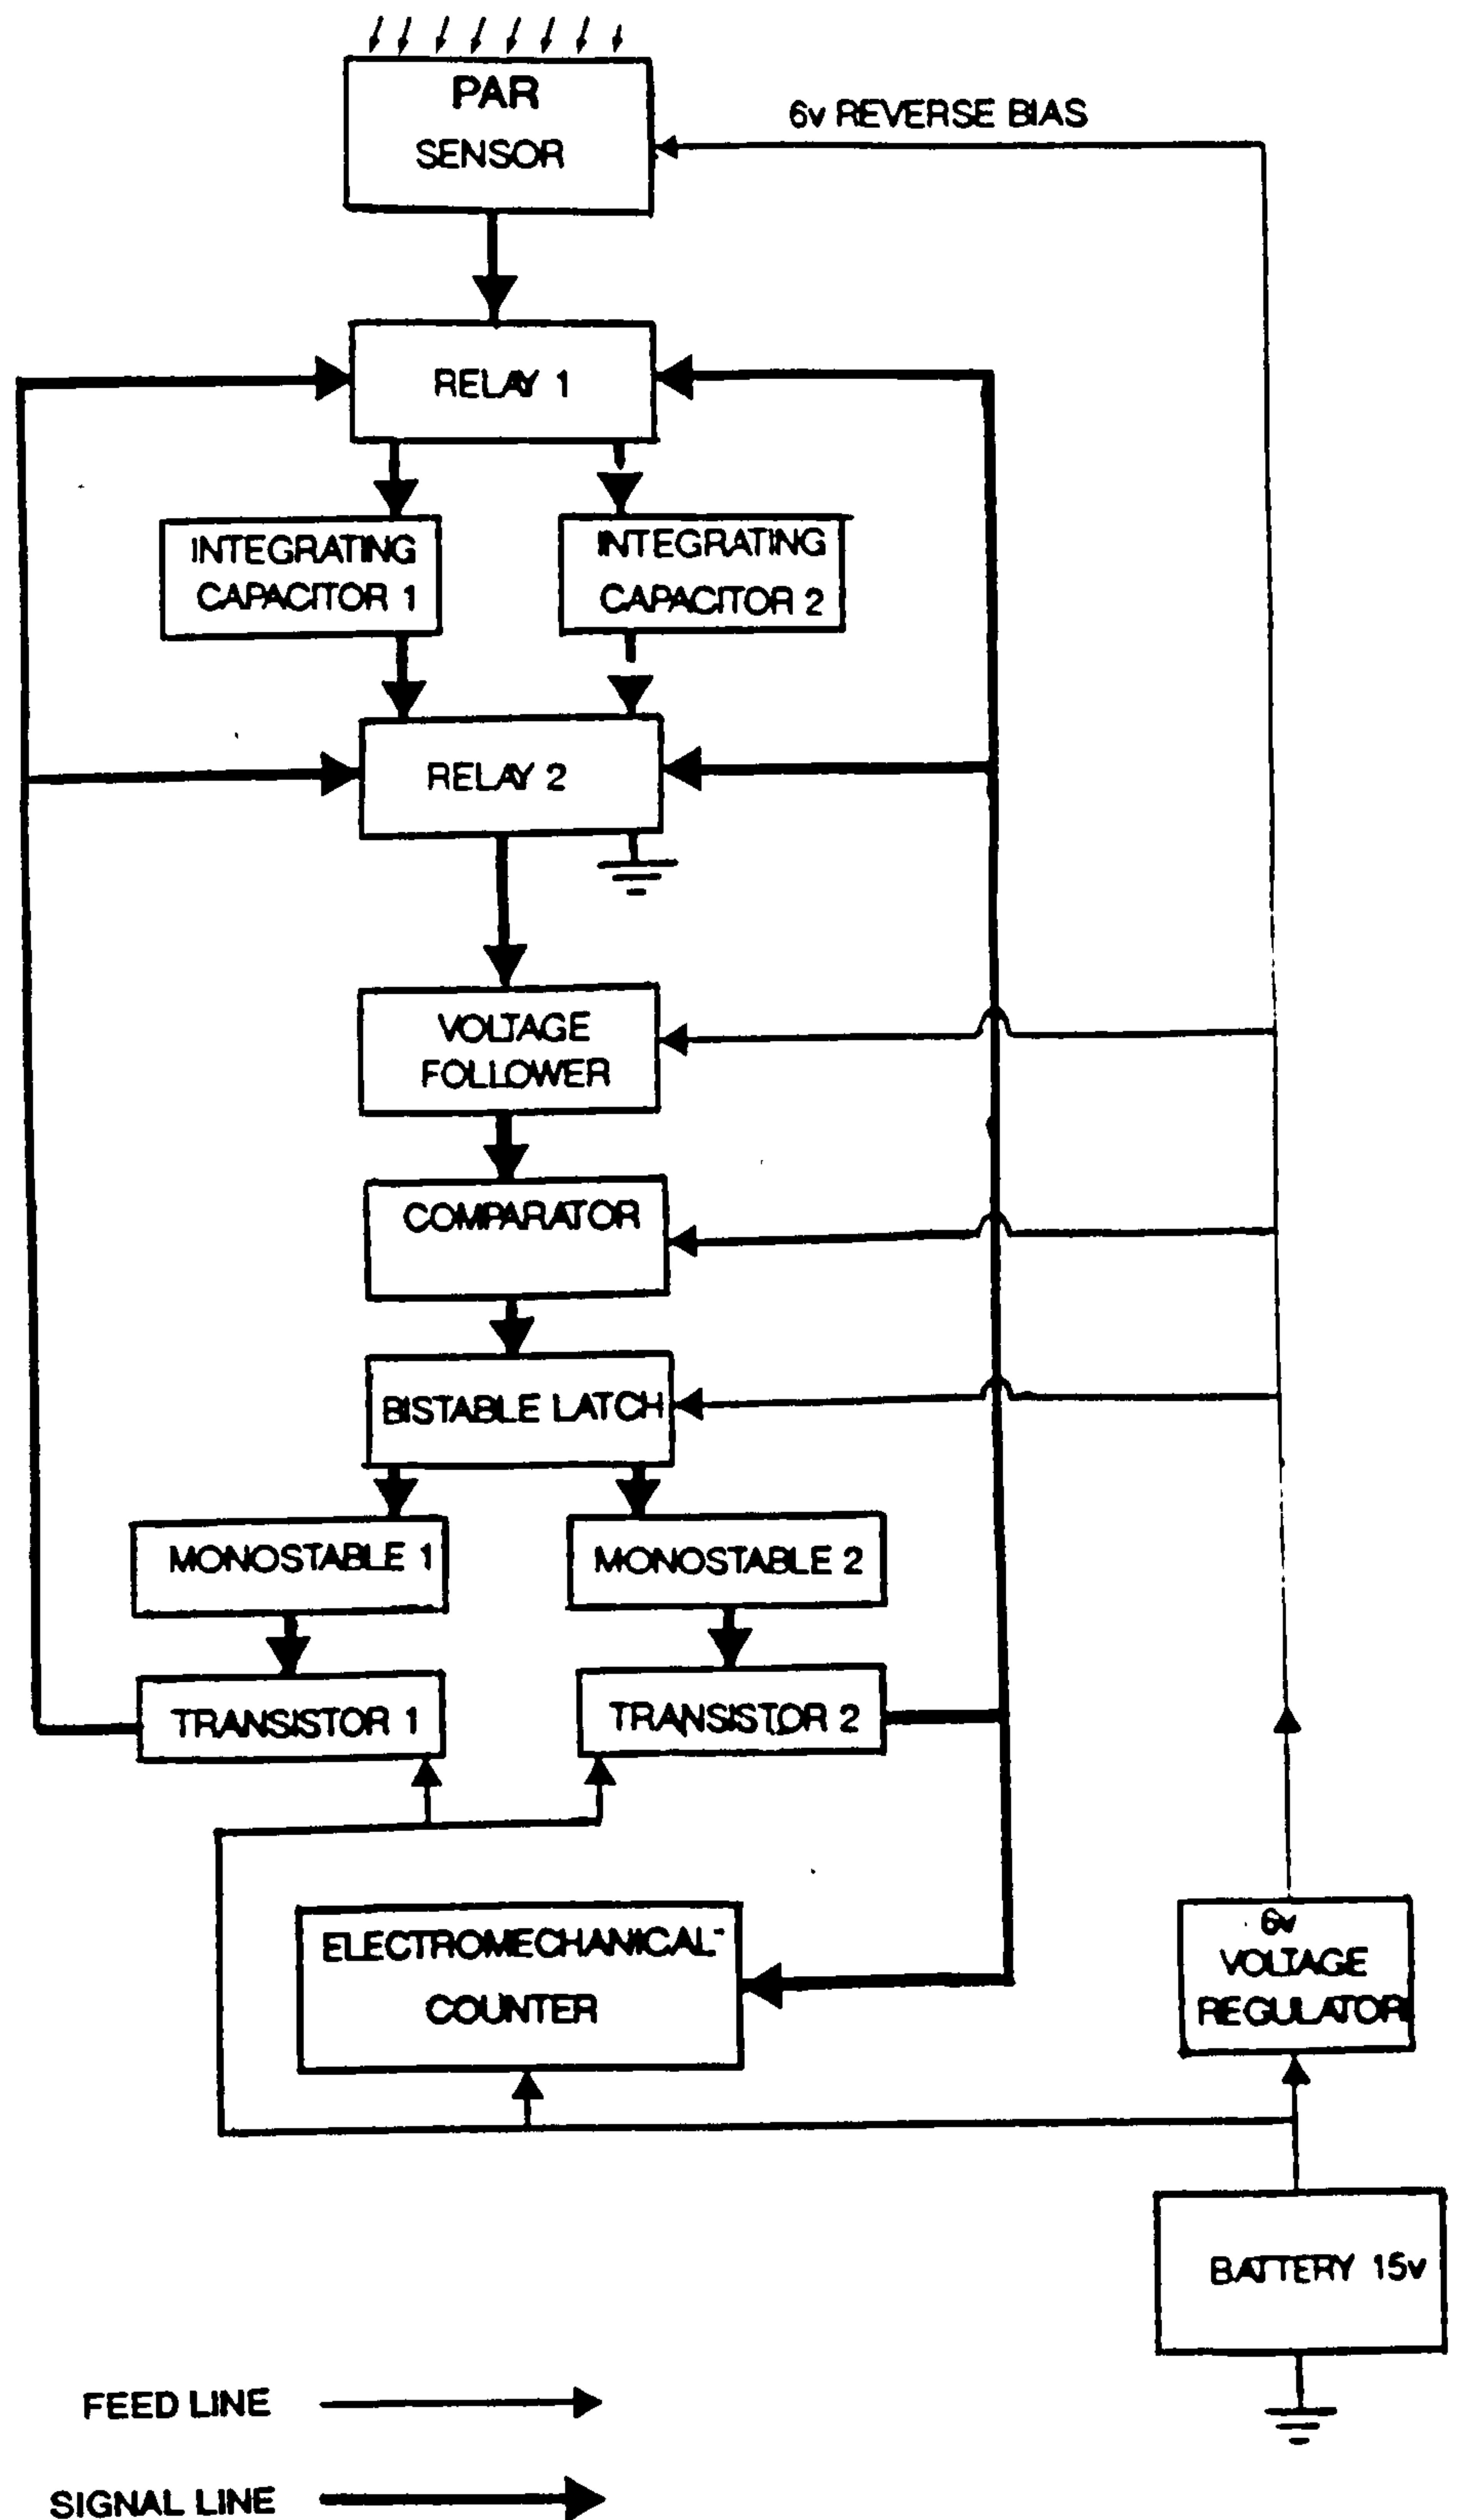 PAR
SENSOR
6v REVERSE BIAS
RELAY 1
INTEGRATING
CAPACITOR 1
INTEGRATING
CAPACITOR 2
RELAY 2
VOLTAGE
FOLLOWER
COMPARATOR
BISTABLE LATCH
MONOSTABLE 1
MONOSTABLE 2
TRANSISTOR 1
TRANSISTOR 2
ELECTROMECHANICAL
COUNTER
6v
VOLTAGE
REGULATOR
BATTERY 15v
FEED LINE
SIGNAL LINE